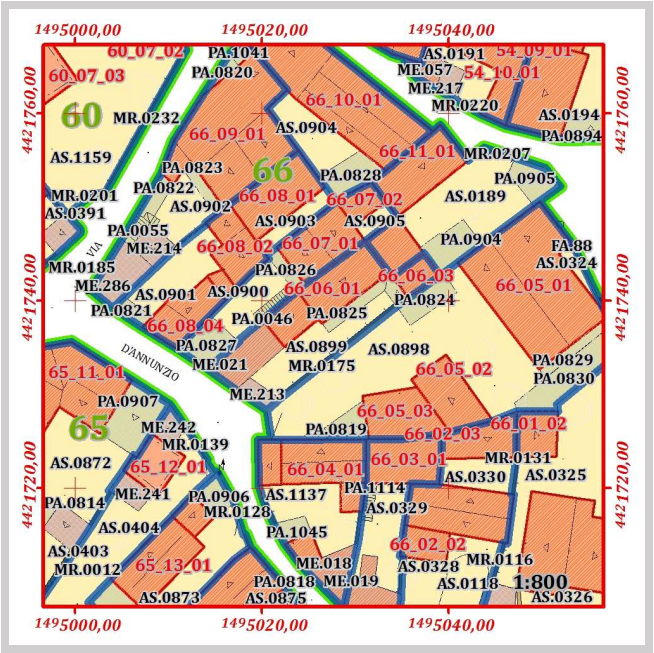 1495000,00 1495020,00 1495040,00
60_07_02 PA.1041 AS.0191 54_09_01
60_07_03 PA.0820 ME.057 54_10_01
ME.217
66_10_01 MR.0220
60 MR.0232 AS.0904 AS.0194
66_09_01 PA.0894
4421760,00 4421760,00
AS.1159 66_11_01 MR.0207
PA.0823 66 PA.0828 PA.0905
PA.0822
MR.0201 66_08_01 66_07_02 AS.0189
AS.0391 AS.0902
PA.0055 AS.0903 AS.0905
VIA ME.214 66_08_02 66_07_01 PA.0904 FA.88
MR.0185 PA.0826 66_06_03 AS.0324
ME.286 AS.0901 AS.0900 66_06_01 66_05_01
PA.0821 PA.0824
4421740,00 4421740,00
66_08_04 PA.0046 PA.0825
D'ANNUNZIO PA.0827 AS.0899 AS.0898
ME.021 MR.0175 PA.0829
65_11_01 66_05_02 PA.0830
ME.213
PA.0907 66_05_03
65 ME.242 PA.0819 66_02_03 66_01_02
MR.0139
AS.0872 65_12_01 66_04_01 66_03_01 MR.0131
AS.0330 AS.0325
PA.0814 ME.241 PA.0906 AS.1137 PA.1114
4421720,00 4421720,00
MR.0128 AS.0329
AS.0404 PA.1045
AS.0403 66_02_02
MR.0012 65_13_01 ME.018 AS.0328 MR.0116
PA.0818 ME.019 AS.0118 1:800
AS.0873 AS.0875 AS.0326
1495000,00 1495020,00 1495040,00